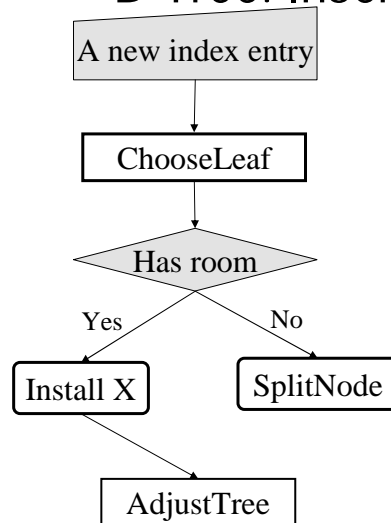 A new index entry
ChooseLeaf
Has room
Yes
No
Install X
SplitNode
AdjustTree